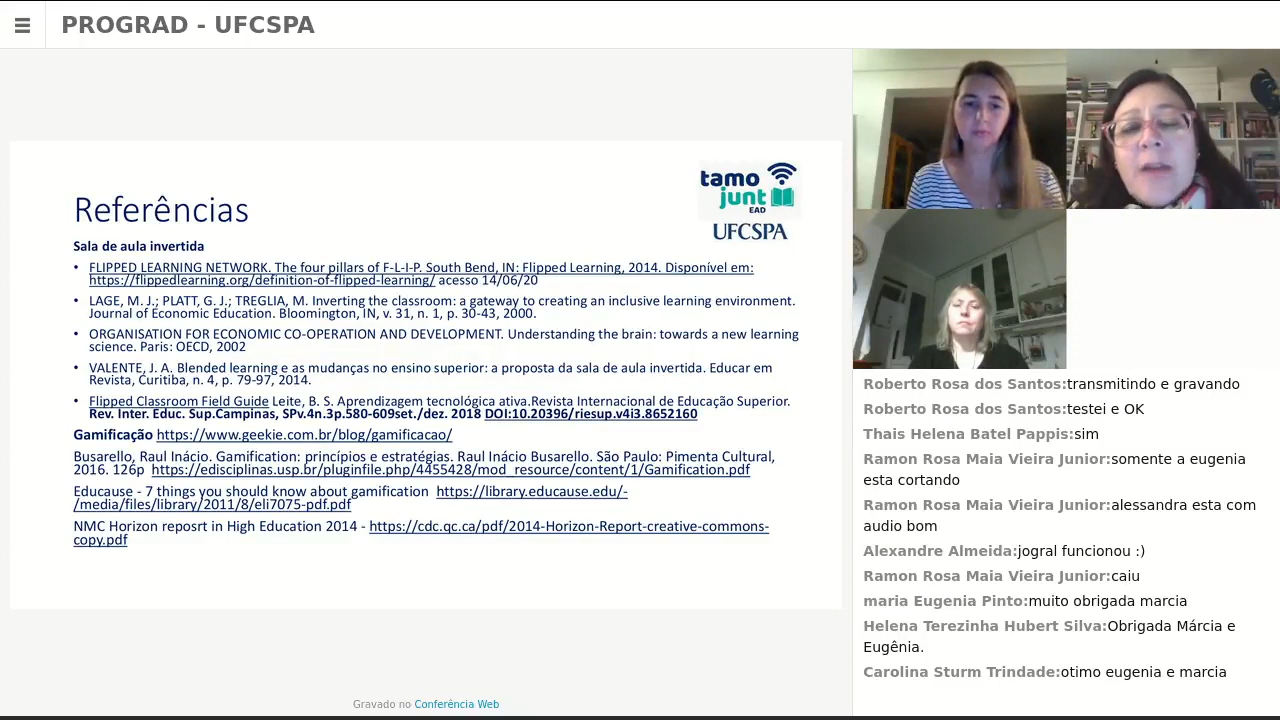 PROGRAD - UFCSPA
tamo
junt
EAD
UFCSPA
Referências
Sala de aula invertida
• FLIPPED LEARNING NETWORK. The four pillars of F-L-I-P. South Bend, IN: Flipped Learning, 2014. Disponível em:
https://flippedlearning.org/definition-of-flipped-learning/ acesso 14/06/20
• LAGE, M. J.; PLATT, G. J.; TREGLIA, M. Inverting the classroom: a gateway to creating an inclusive learning environment.
Journal of Economic Education. Bloomington, IN, v. 31, n. 1, p. 30-43, 2000.
• ORGANISATION FOR ECONOMIC CO-OPERATION AND DEVELOPMENT. Understanding the brain: towards a new learning
science. Paris: OECD, 2002
• VALENTE, J. A. Blended learning e as mudanças no ensino superior: a proposta da sala de aula invertida. Educar em
Revista, Curitiba, n. 4, p. 79-97, 2014.
• Flipped Classroom Field Guide Leite, B. S. Aprendizagem tecnológica ativa.Revista Internacional de Educação Superior.
Rev. Inter. Educ. Sup.Campinas, SPv.4n.3p.580-609set./dez. 2018 DOI:10.20396/riesup.v4i3.8652160
Gamificação https://www.geekie.com.br/blog/gamificacao/
Busarello, Raul Inácio. Gamification: princípios e estratégias. Raul Inácio Busarello. São Paulo: Pimenta Cultural,
2016. 126p https://edisciplinas.usp.br/pluginfile.php/4455428/mod_resource/content/1/Gamification.pdf
Educause - 7 things you should know about gamification https://library.educause.edu/-
/media/files/library/2011/8/eli7075-pdf.pdf
NMC Horizon reposrt in High Education 2014 - https://cdc.qc.ca/pdf/2014-Horizon-Report-creative-commons-
copy.pdf
Gravado no Conferência Web
Roberto Rosa dos Santos:transmitindo e gravando
Roberto Rosa dos Santos:testei e OK
Thais Helena Batel Pappis:sim
Ramon Rosa Maia Vieira Junior:somente a eugenia
esta cortando
Ramon Rosa Maia Vieira Junior:alessandra esta com
audio bom
Alexandre Almeida:jogral funcionou :)
Ramon Rosa Maia Vieira Junior:caiu
maria Eugenia Pinto:muito obrigada marcia
Helena Terezinha Hubert Silva:Obrigada Márcia e
Eugênia.
Carolina Sturm Trindade:otimo eugenia e marcia